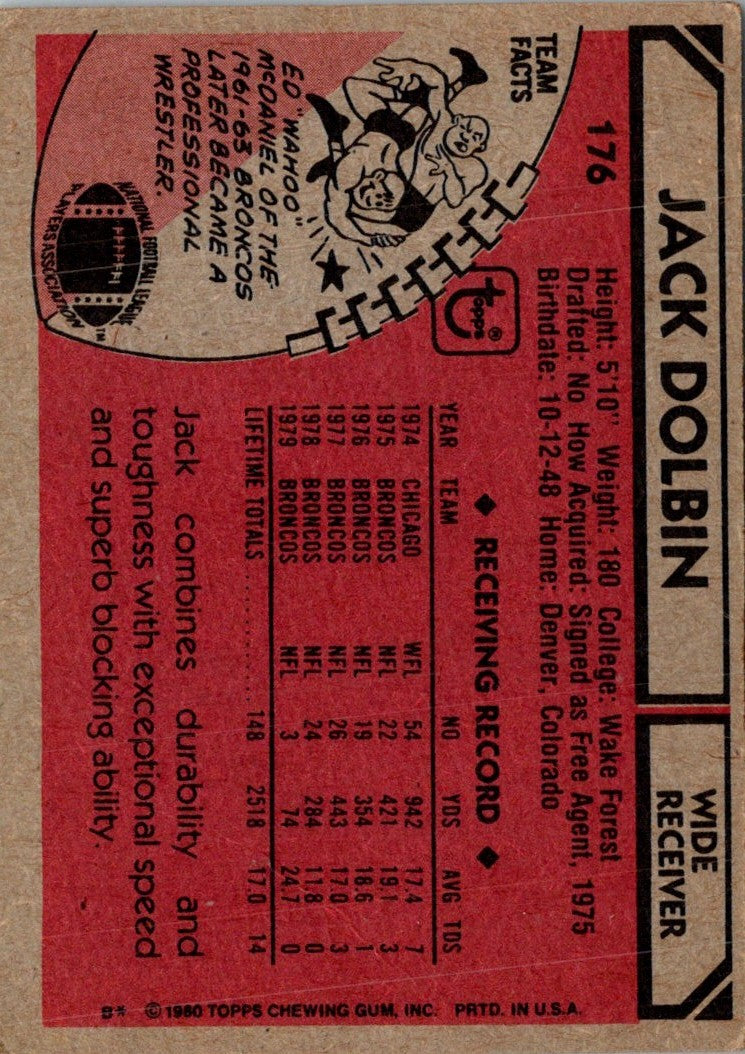 176
JACK DOLBIN
WIDE
RECEIVER
Height: 5'10" Weight: 180 College: Wake Forest
Drafted: No How Acquired: Signed as Free Agent, 1975
Birthdate: 10-12-48 Home: Denver, Colorado
TEAM
FACTS
ED "WAHOO"
McDANIEL OF THE
1961-63 BRONCOS
LATER BECAME A
PROFESSIONAL
WRESTLER.
NATIONAL FOOTBALL LEAGUE
PLAYERS ASSOCIATION
TM
Topps®
◆ RECEIVING RECORD ◆
YEAR TEAM NO YDS AVG TDS
1974 CHICAGO WFL 54 942 17.4 7
1975 BRONCOS NFL 22 421 19.1 3
1976 BRONCOS NFL 19 354 18.6 1
1977 BRONCOS NFL 26 443 17.0 3
1978 BRONCOS NFL 24 284 11.8 0
1979 BRONCOS NFL 3 74 24.7 0
LIFETIME TOTALS .......... 148 2518 17.0 14
Jack combines durability and
toughness with exceptional speed
and superb blocking ability.
B* © 1980 TOPPS CHEWING GUM, INC. PRTD. IN U.S.A.